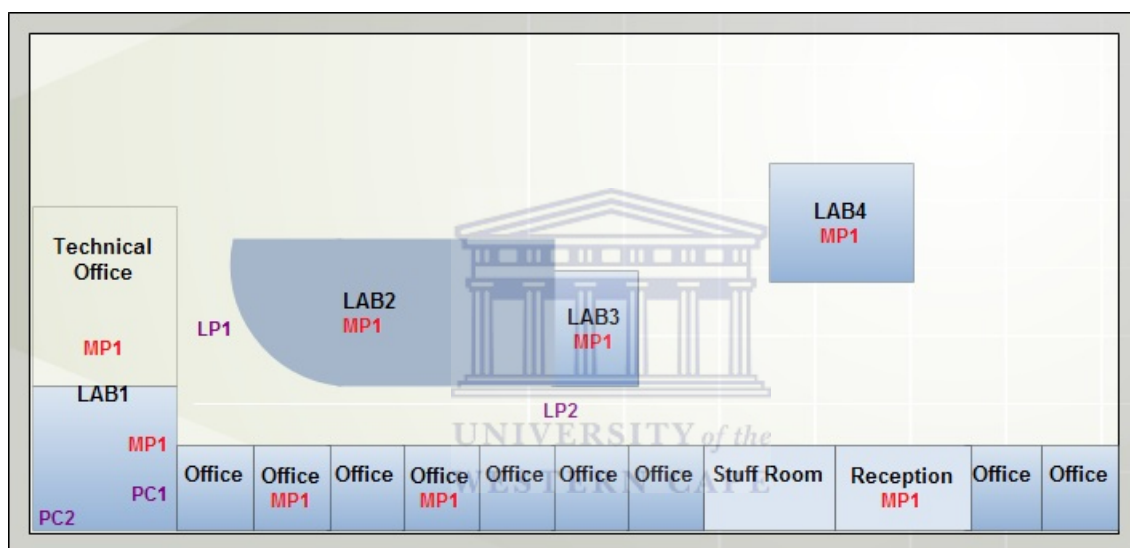 LAB4
MP1
Technical
Office
MP1
LAB2
MP1
LP1
LAB3
MP1
LAB1
MP1
PC1
PC2
LP2
UNIVERSITY of the
WESTERN CAPE
Office
Office
MP1
Office
Office
MP1
Office
Office
Office
Stuff Room
Reception
MP1
Office
Office